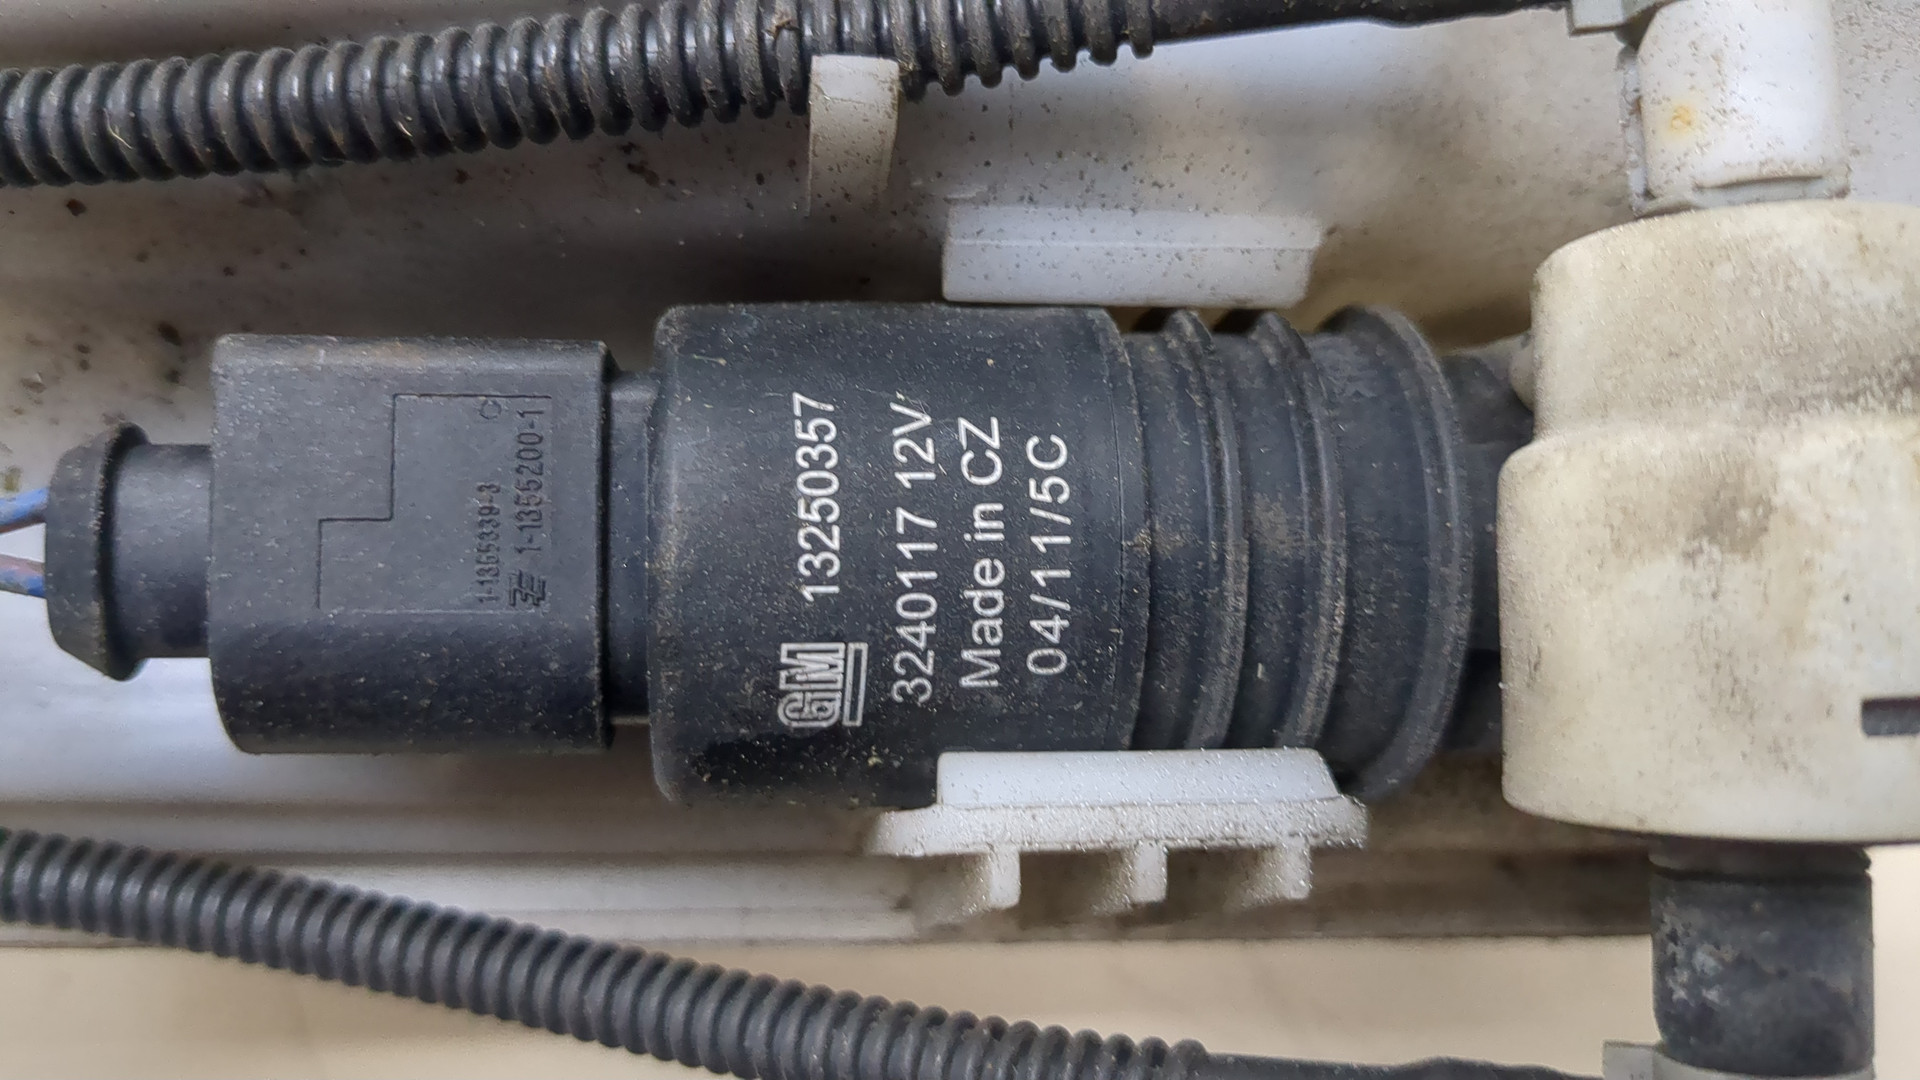 GM 13250357
3240117 12V
Made in CZ
04/11/5C
1-1355339-3
1-1355200-1
C